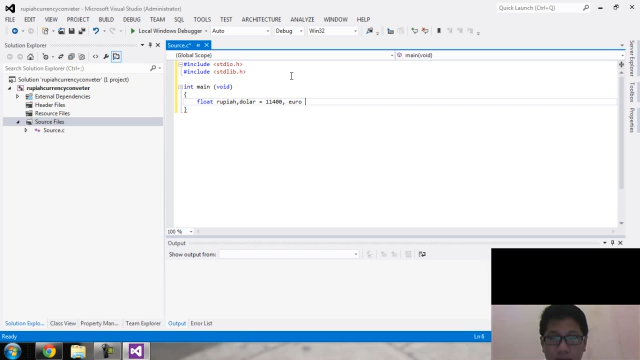 rupiahcurrencyconveter - Microsoft Visual Studio
Quick Launch (Ctrl+Q)
FILE EDIT VIEW PROJECT BUILD DEBUG TEAM SQL TOOLS TEST ARCHITECTURE ANALYZE WINDOW HELP
Local Windows Debugger Auto Debug Win32
Solution Explorer
Source.c*
(Global Scope) main(void)
Solution 'rupiahcurrencyconveter' (1 project)
rupiahcurrencyconveter
External Dependencies
Header Files
Resource Files
Source Files
Source.c
#include <stdio.h>
#include <stdlib.h>
int main (void)
{
float rupiah,dolar = 11400, euro
}
Server Explorer
Toolbox
Properties
100 %
Output
Show output from:
Solution Explo... Class View Property Man... Team Explorer
Output Error List
Ready
Ln 6